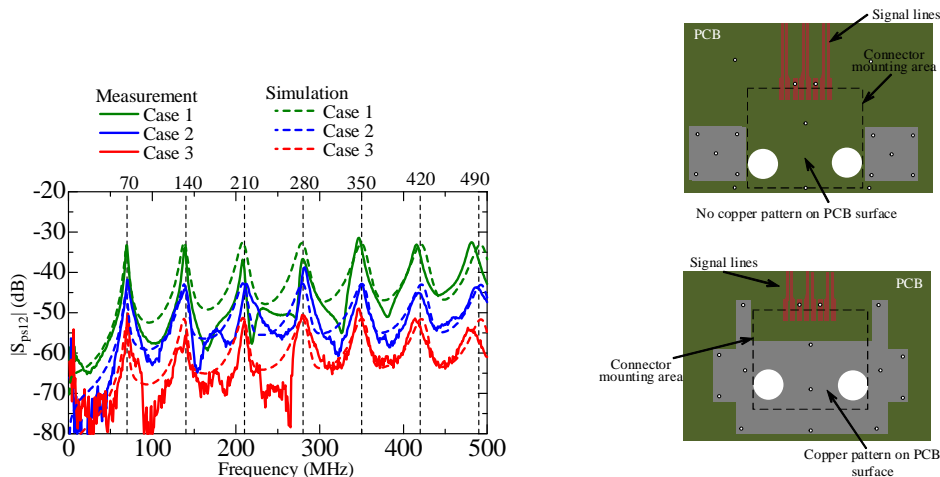 Measurement
Case 1
Case 2
Case 3
Simulation
Case 1
Case 2
Case 3
70 140 210 280 350 420 490
-20
-30
-40
-50
-60
-70
-80
|Sps12| (dB)
0 100 200 300 400 500
Frequency (MHz)
PCB
Signal lines
Connector
mounting area
No copper pattern on PCB surface
Signal lines
PCB
Connector
mounting area
Copper pattern on PCB
surface